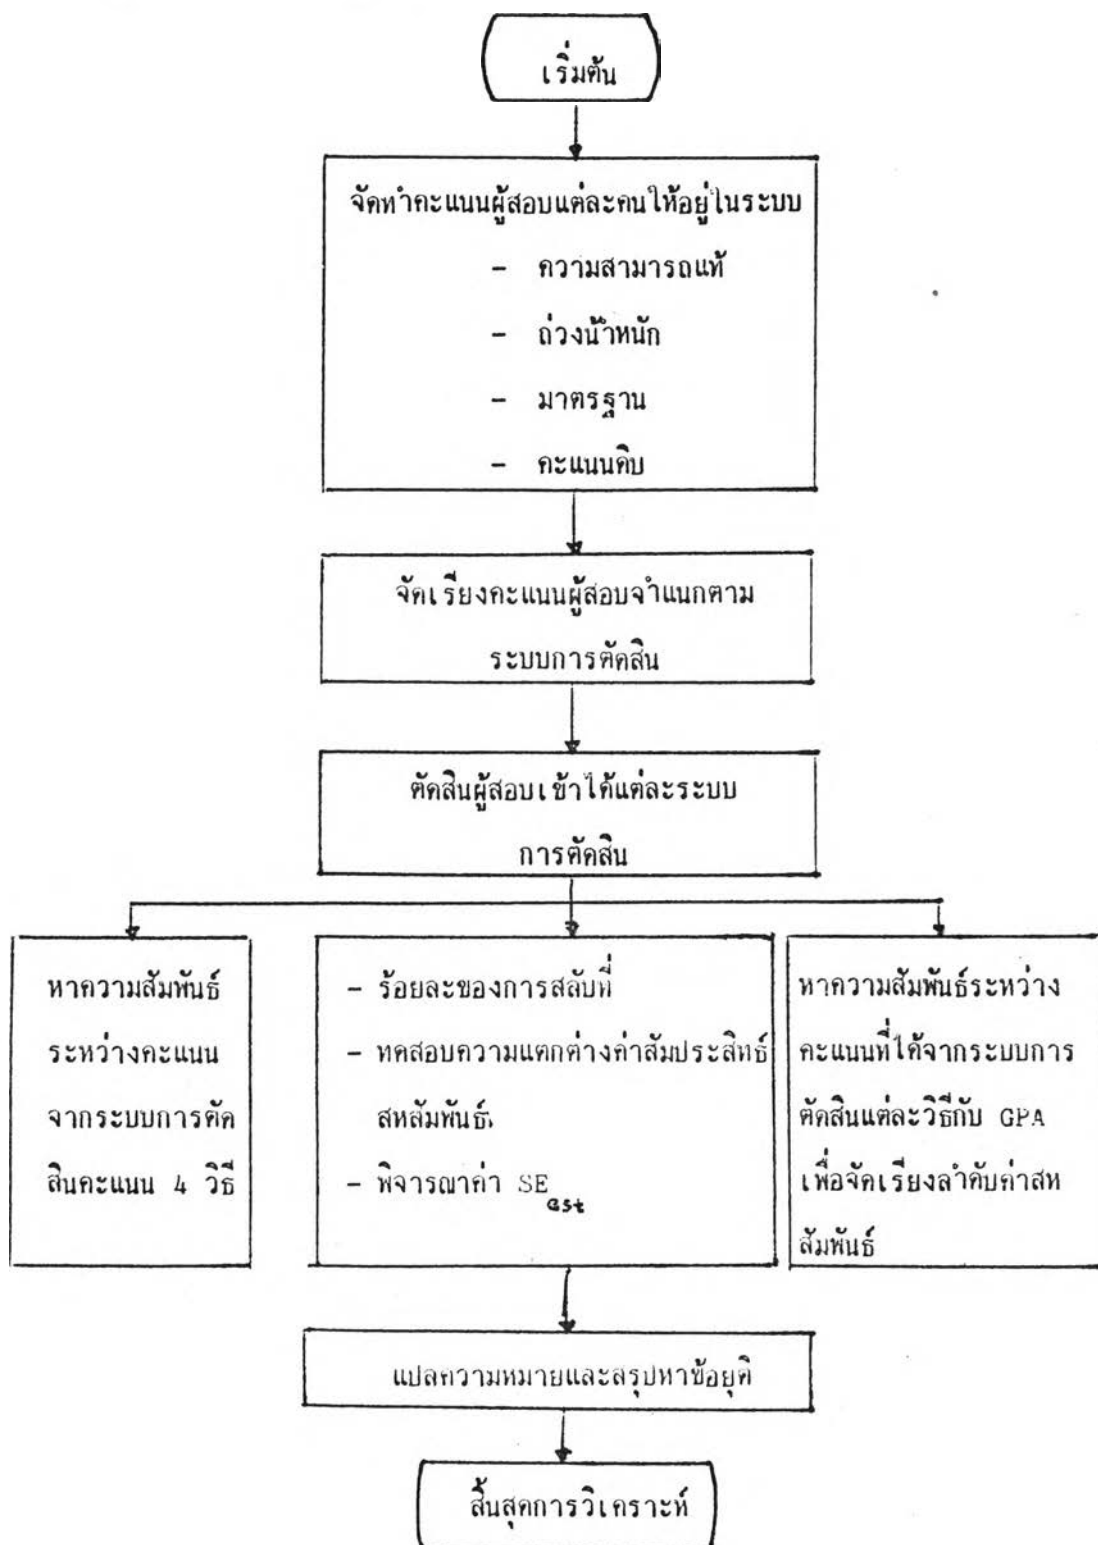 เริ่มต้น
จัดทำคะแนนผู้สอบแต่ละคนให้อยู่ในระบบ
- ความสามารถแท้
- ถ่วงน้ำหนัก
- มาตรฐาน
- คะแนนดิบ
จัดเรียงคะแนนผู้สอบจำแนกตาม
ระบบการตัดสิน
ตัดสินผู้สอบเข้าได้แต่ละระบบ
การตัดสิน
หาความสัมพันธ์
ระหว่างคะแนน
จากระบบการตัด
สินคะแนน 4 วิธี
- ร้อยละของการสลับที่
- ทดสอบความแตกต่างค่าสัมประสิทธิ์
สหสัมพันธ์
- พิจารณาค่า SE est
หาความสัมพันธ์ระหว่าง
คะแนนที่ได้จากระบบการ
ตัดสินแต่ละวิธีกับ GPA
เพื่อจัดเรียงลำดับค่าสห
สัมพันธ์
แปลความหมายและสรุปหาข้อยุติ
สิ้นสุดการวิเคราะห์